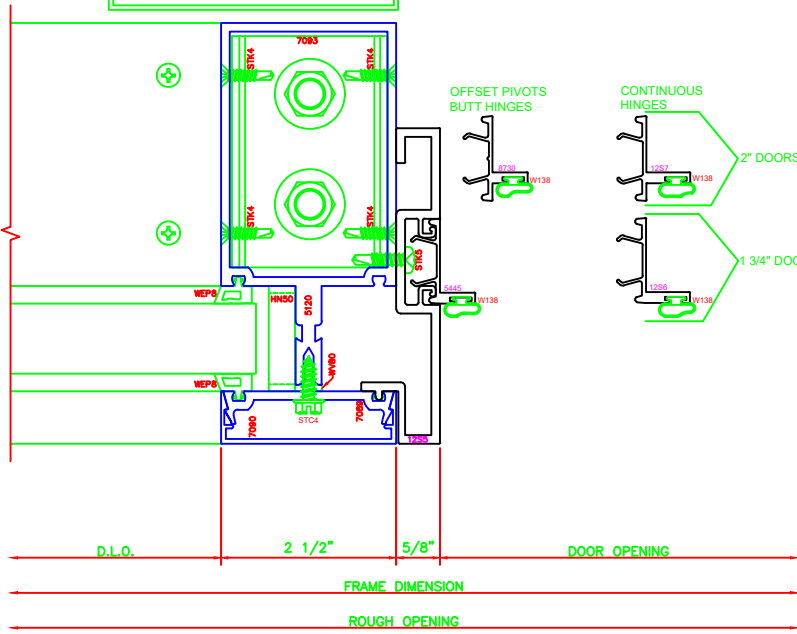 7093
STK4
STK4
OFFSET PIVOTS
BUTT HINGES
CONTINUOUS
HINGES
2" DOORS
8730
W138
12S7
W138
STK4
STK4
STK5
1 3/4" DOO
WEP8
HN50
5120
5445
W138
12S6
W138
WEP8
WV80
7090
STC4
7089
12S5
D.L.O.
2 1/2"
5/8"
DOOR OPENING
FRAME DIMENSION
ROUGH OPENING